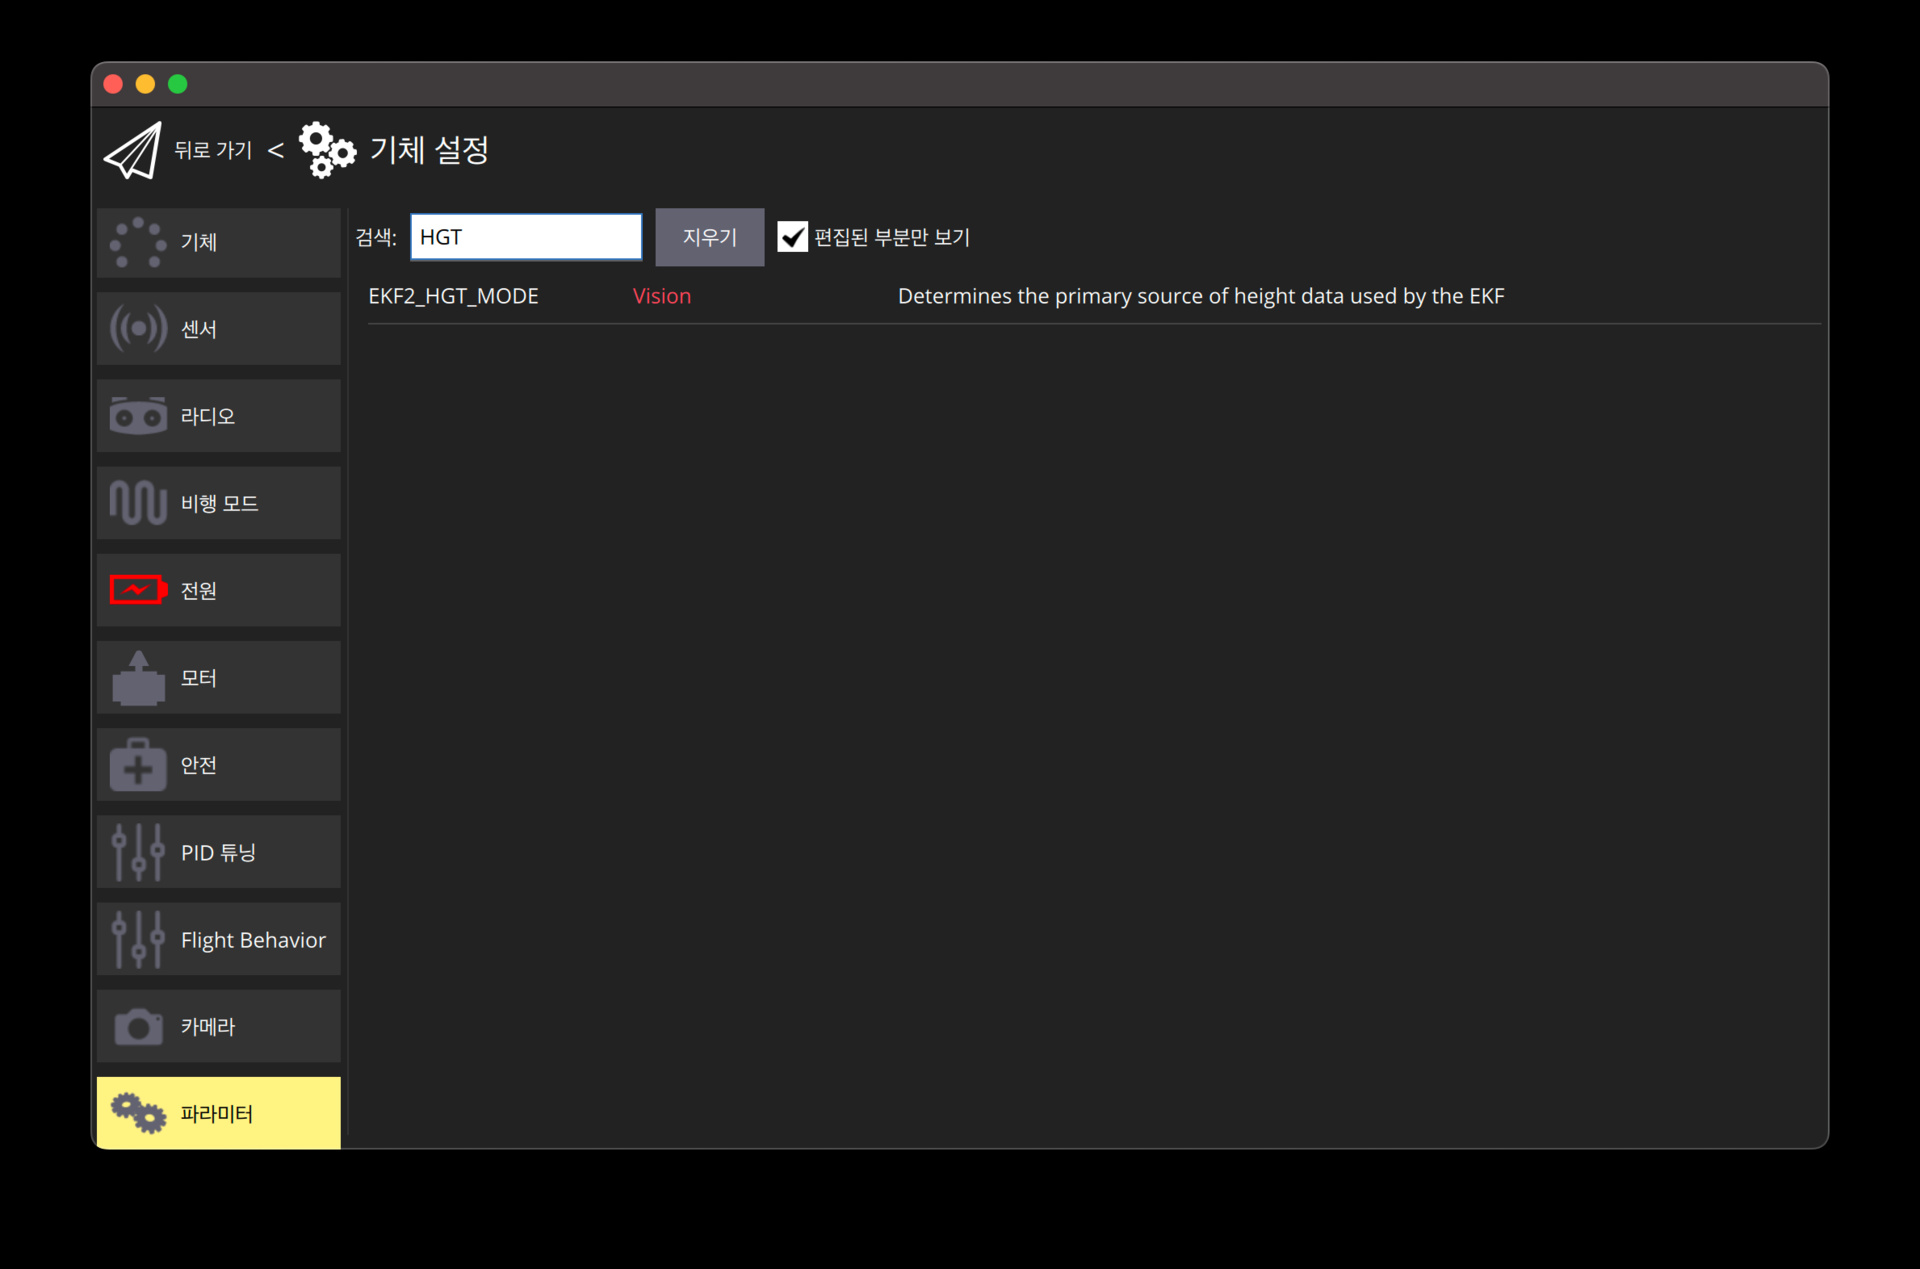 뒤로 가기 < 기체 설정
기체
센서
라디오
비행 모드
전원
모터
안전
PID 튜닝
Flight Behavior
카메라
파라미터
검색: HGT 지우기 편집된 부분만 보기
EKF2_HGT_MODE Vision Determines the primary source of height data used by the EKF